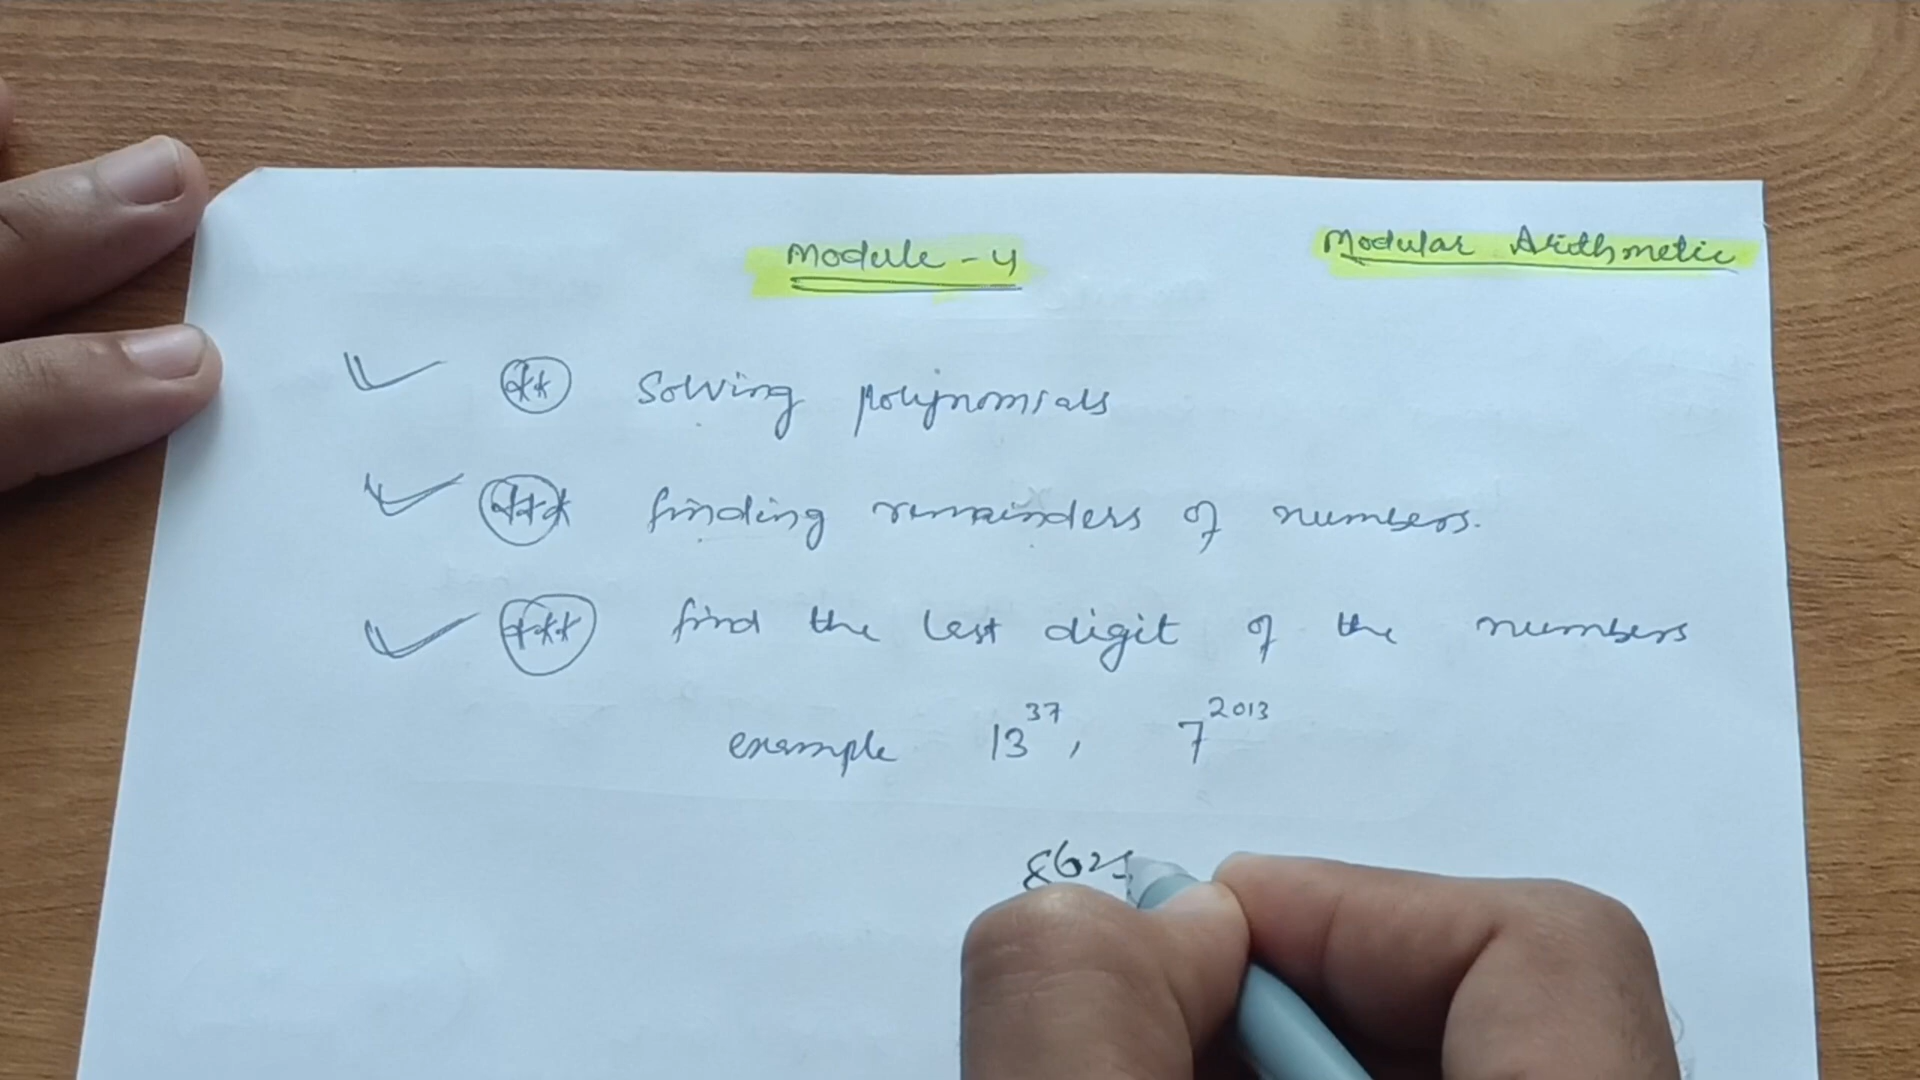 Module - 4
Modular Arithmetic
** Solving polynomials
*** finding remainders of numbers.
*** find the last digit of the numbers
example 13^37, 7^2013
862